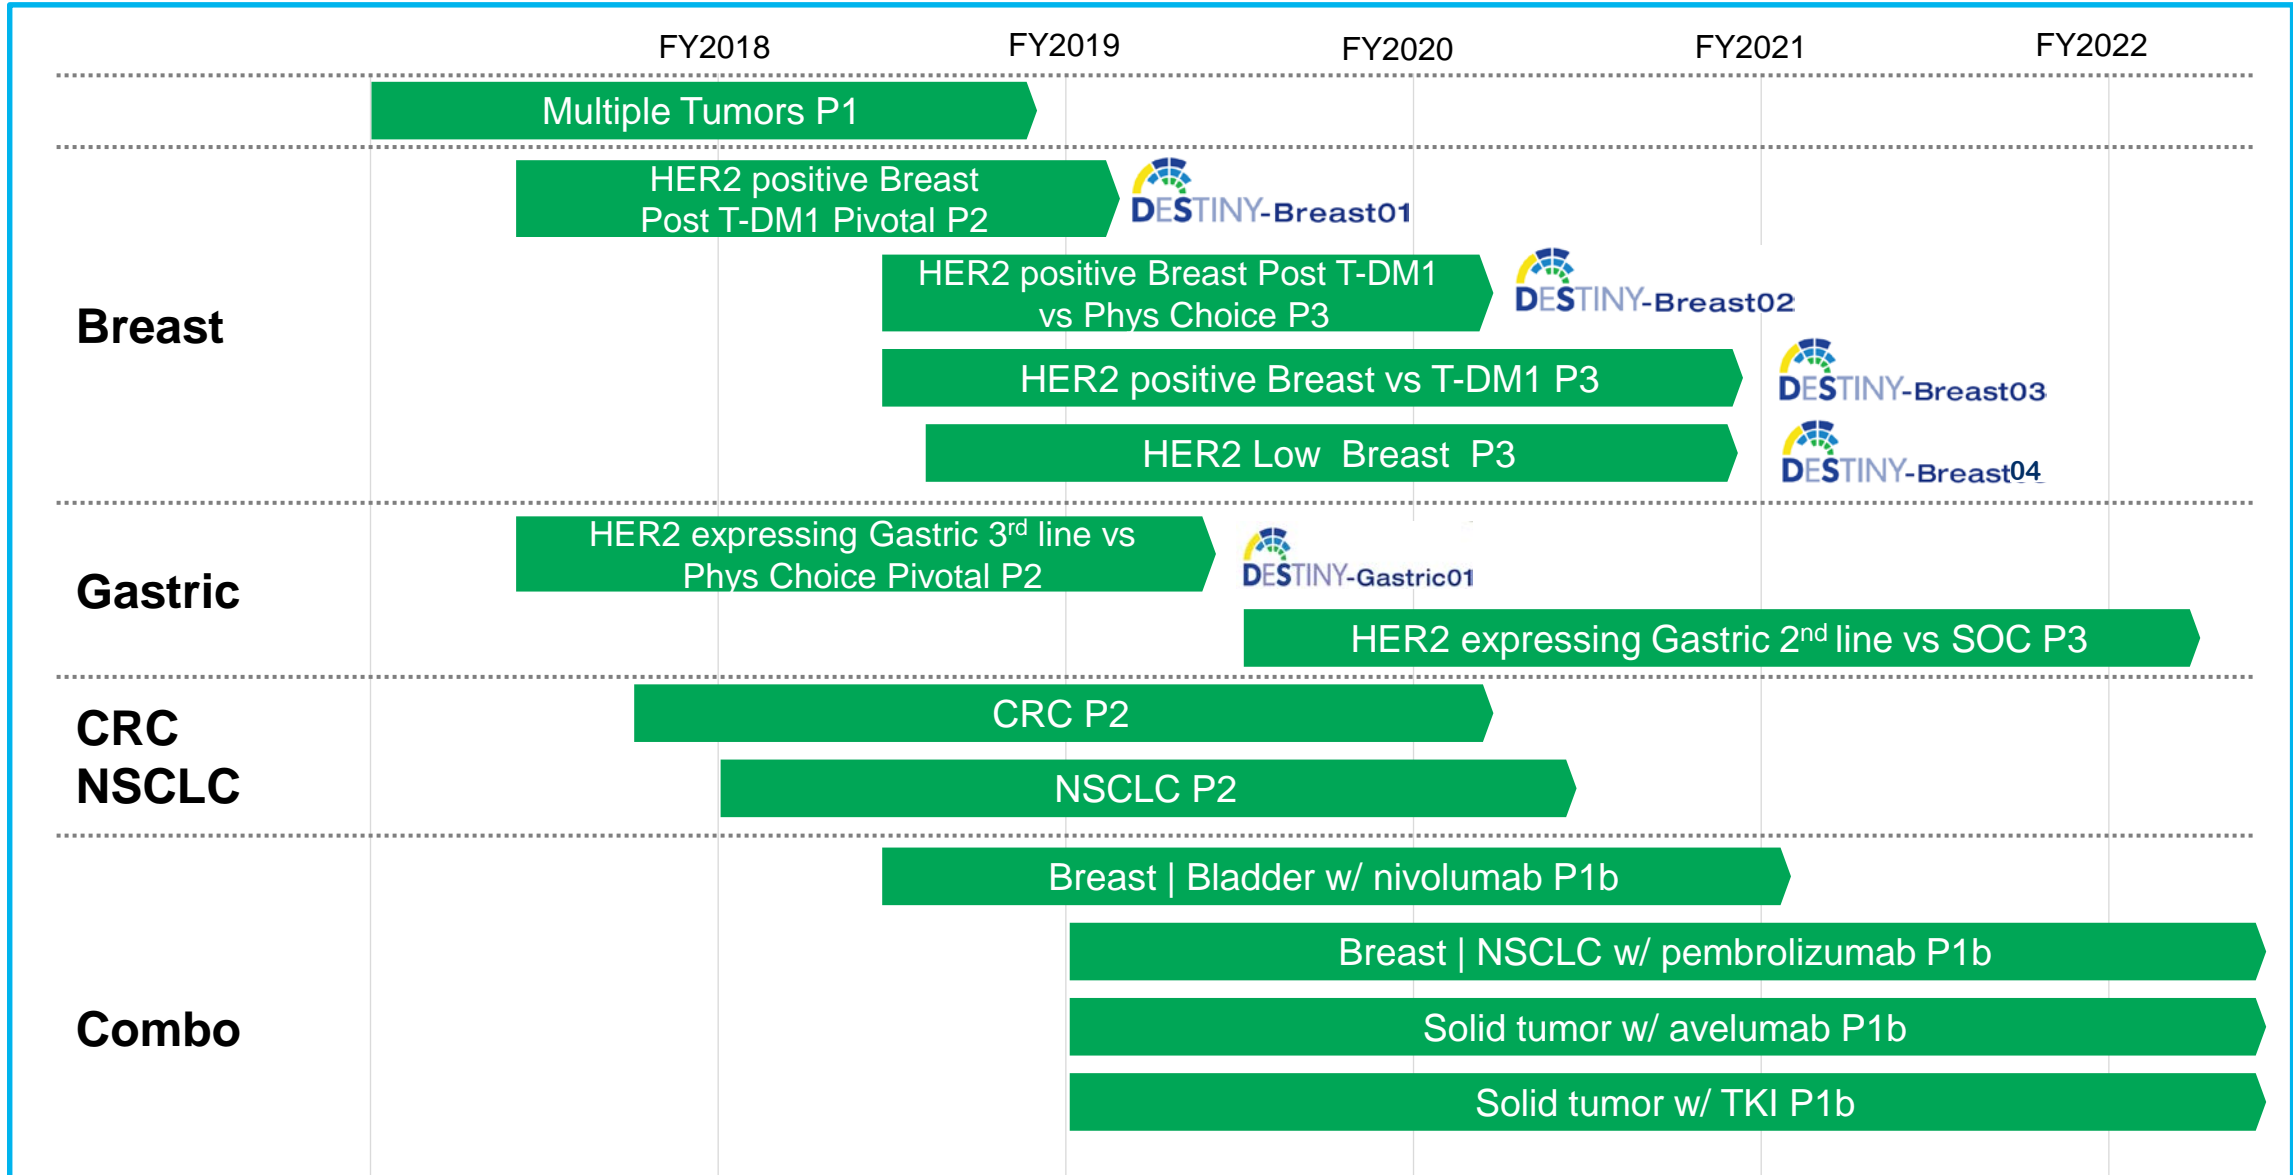 FY2018 FY2019 FY2020 FY2021 FY2022
Multiple Tumors P1
Breast
HER2 positive Breast
Post T-DM1 Pivotal P2
DESTINY-Breast01
HER2 positive Breast Post T-DM1
vs Phys Choice P3
DESTINY-Breast02
HER2 positive Breast vs T-DM1 P3
DESTINY-Breast03
HER2 Low Breast P3
DESTINY-Breast04
Gastric
HER2 expressing Gastric 3rd line vs
Phys Choice Pivotal P2
DESTINY-Gastric01
HER2 expressing Gastric 2nd line vs SOC P3
CRC
NSCLC
CRC P2
NSCLC P2
Combo
Breast | Bladder w/ nivolumab P1b
Breast | NSCLC w/ pembrolizumab P1b
Solid tumor w/ avelumab P1b
Solid tumor w/ TKI P1b